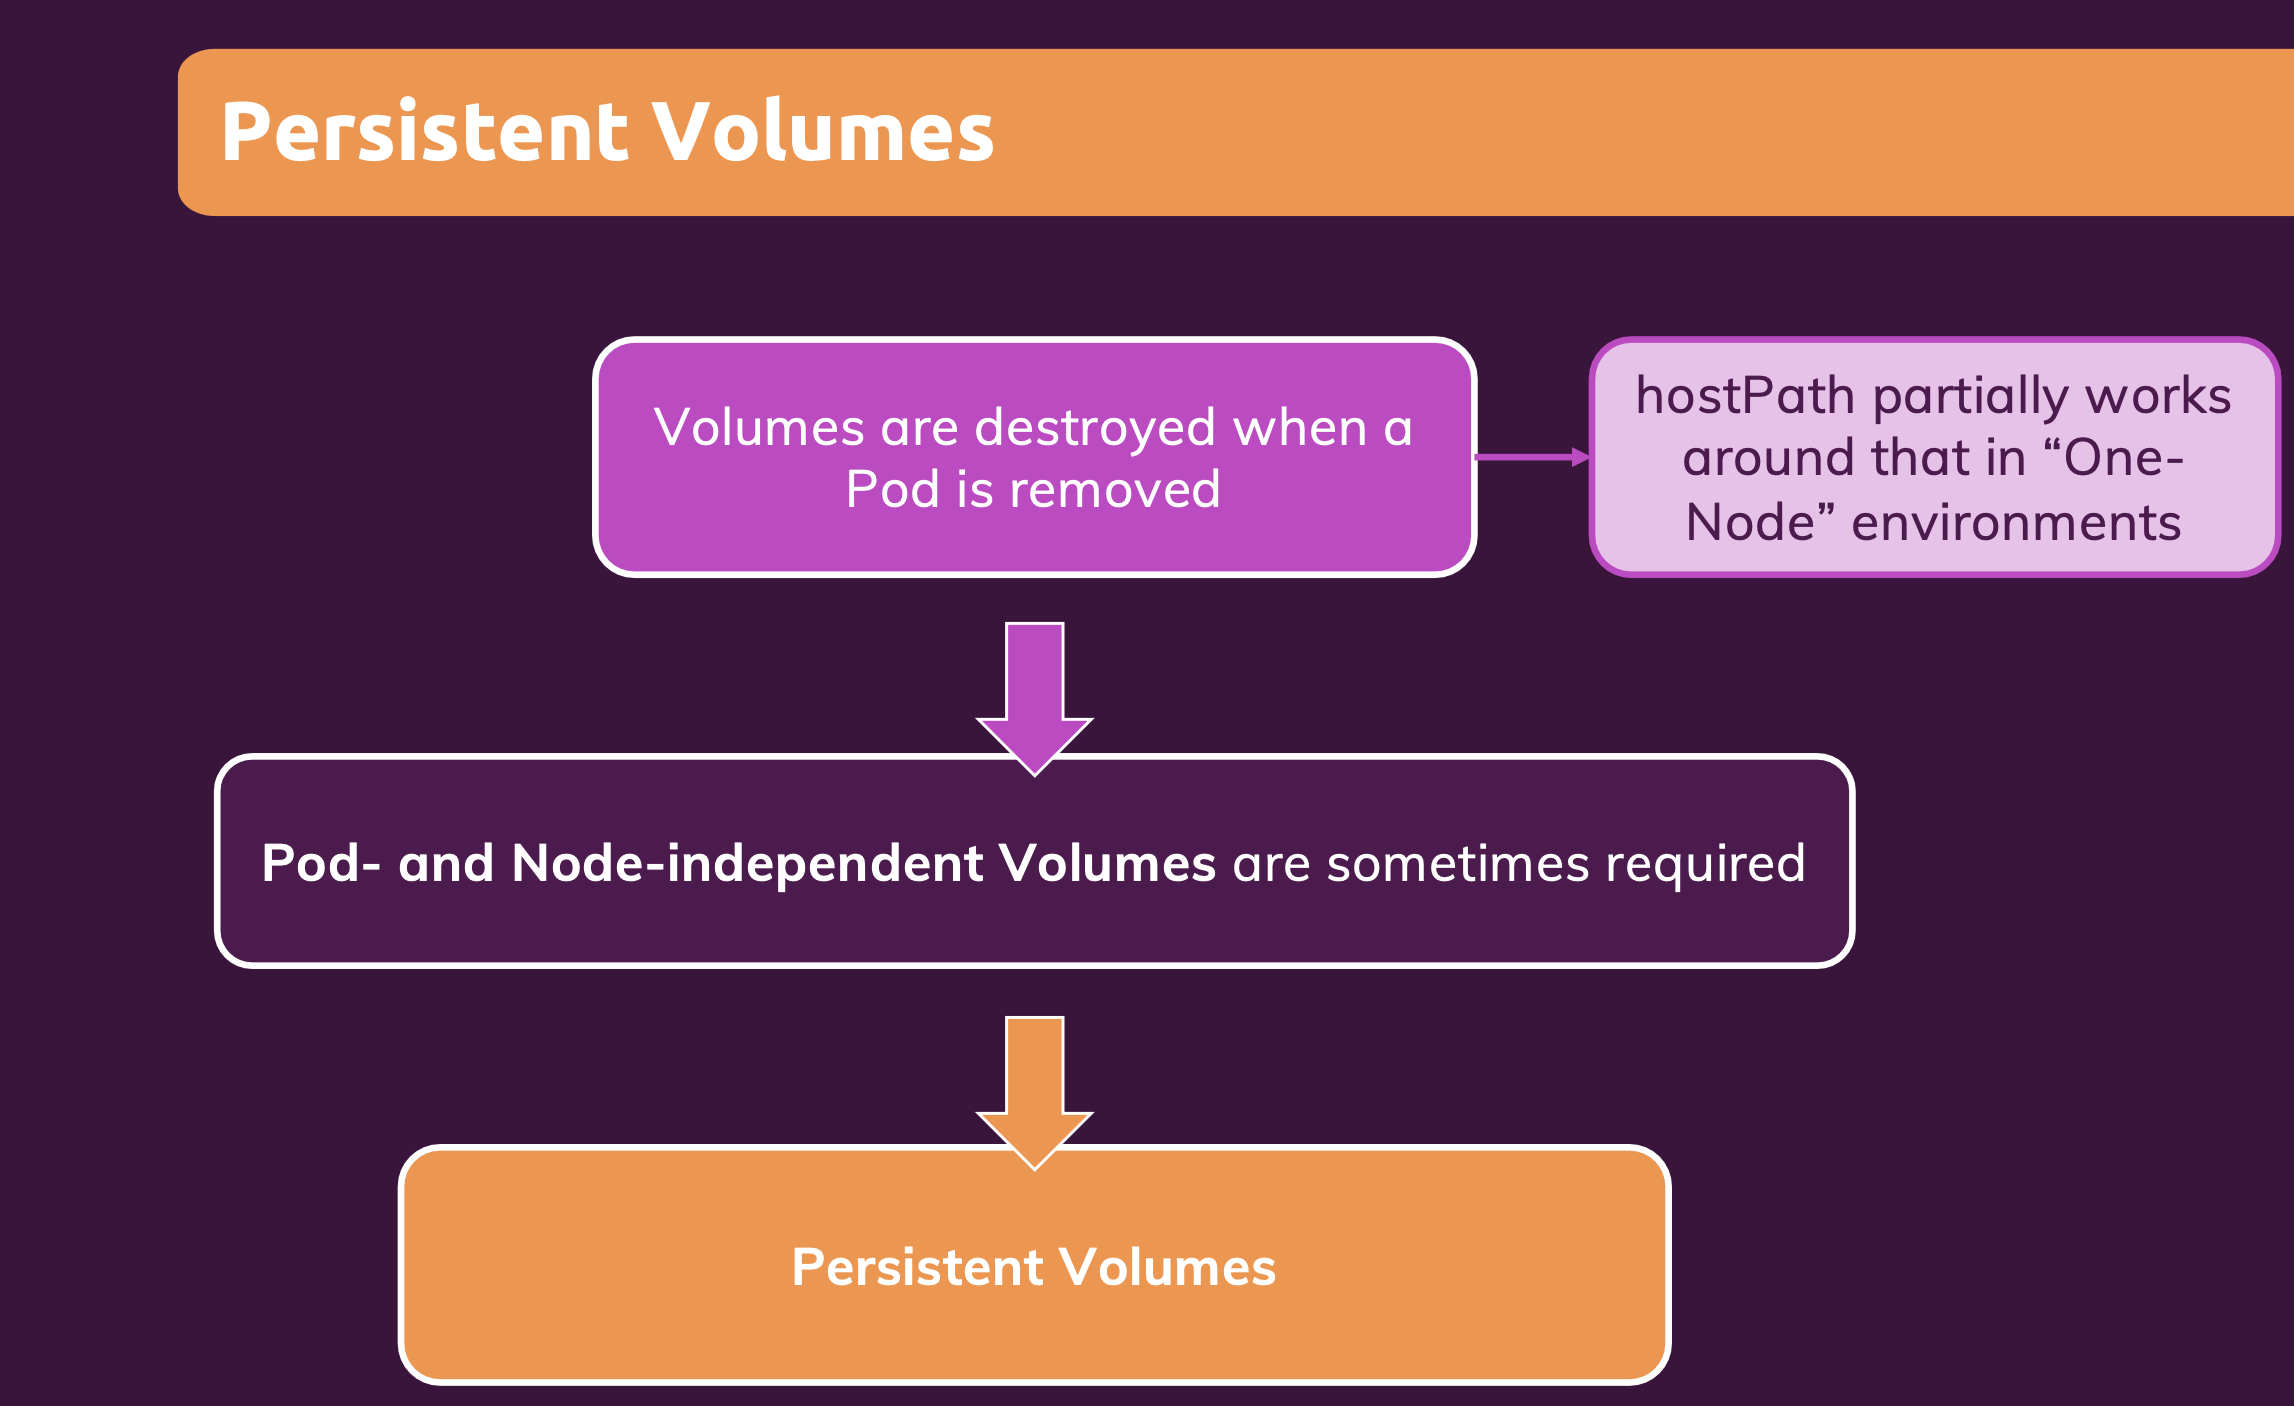 Persistent Volumes
Volumes are destroyed when a
Pod is removed
hostPath partially works
around that in “One-
Node” environments
Pod- and Node-independent Volumes are sometimes required
Persistent Volumes